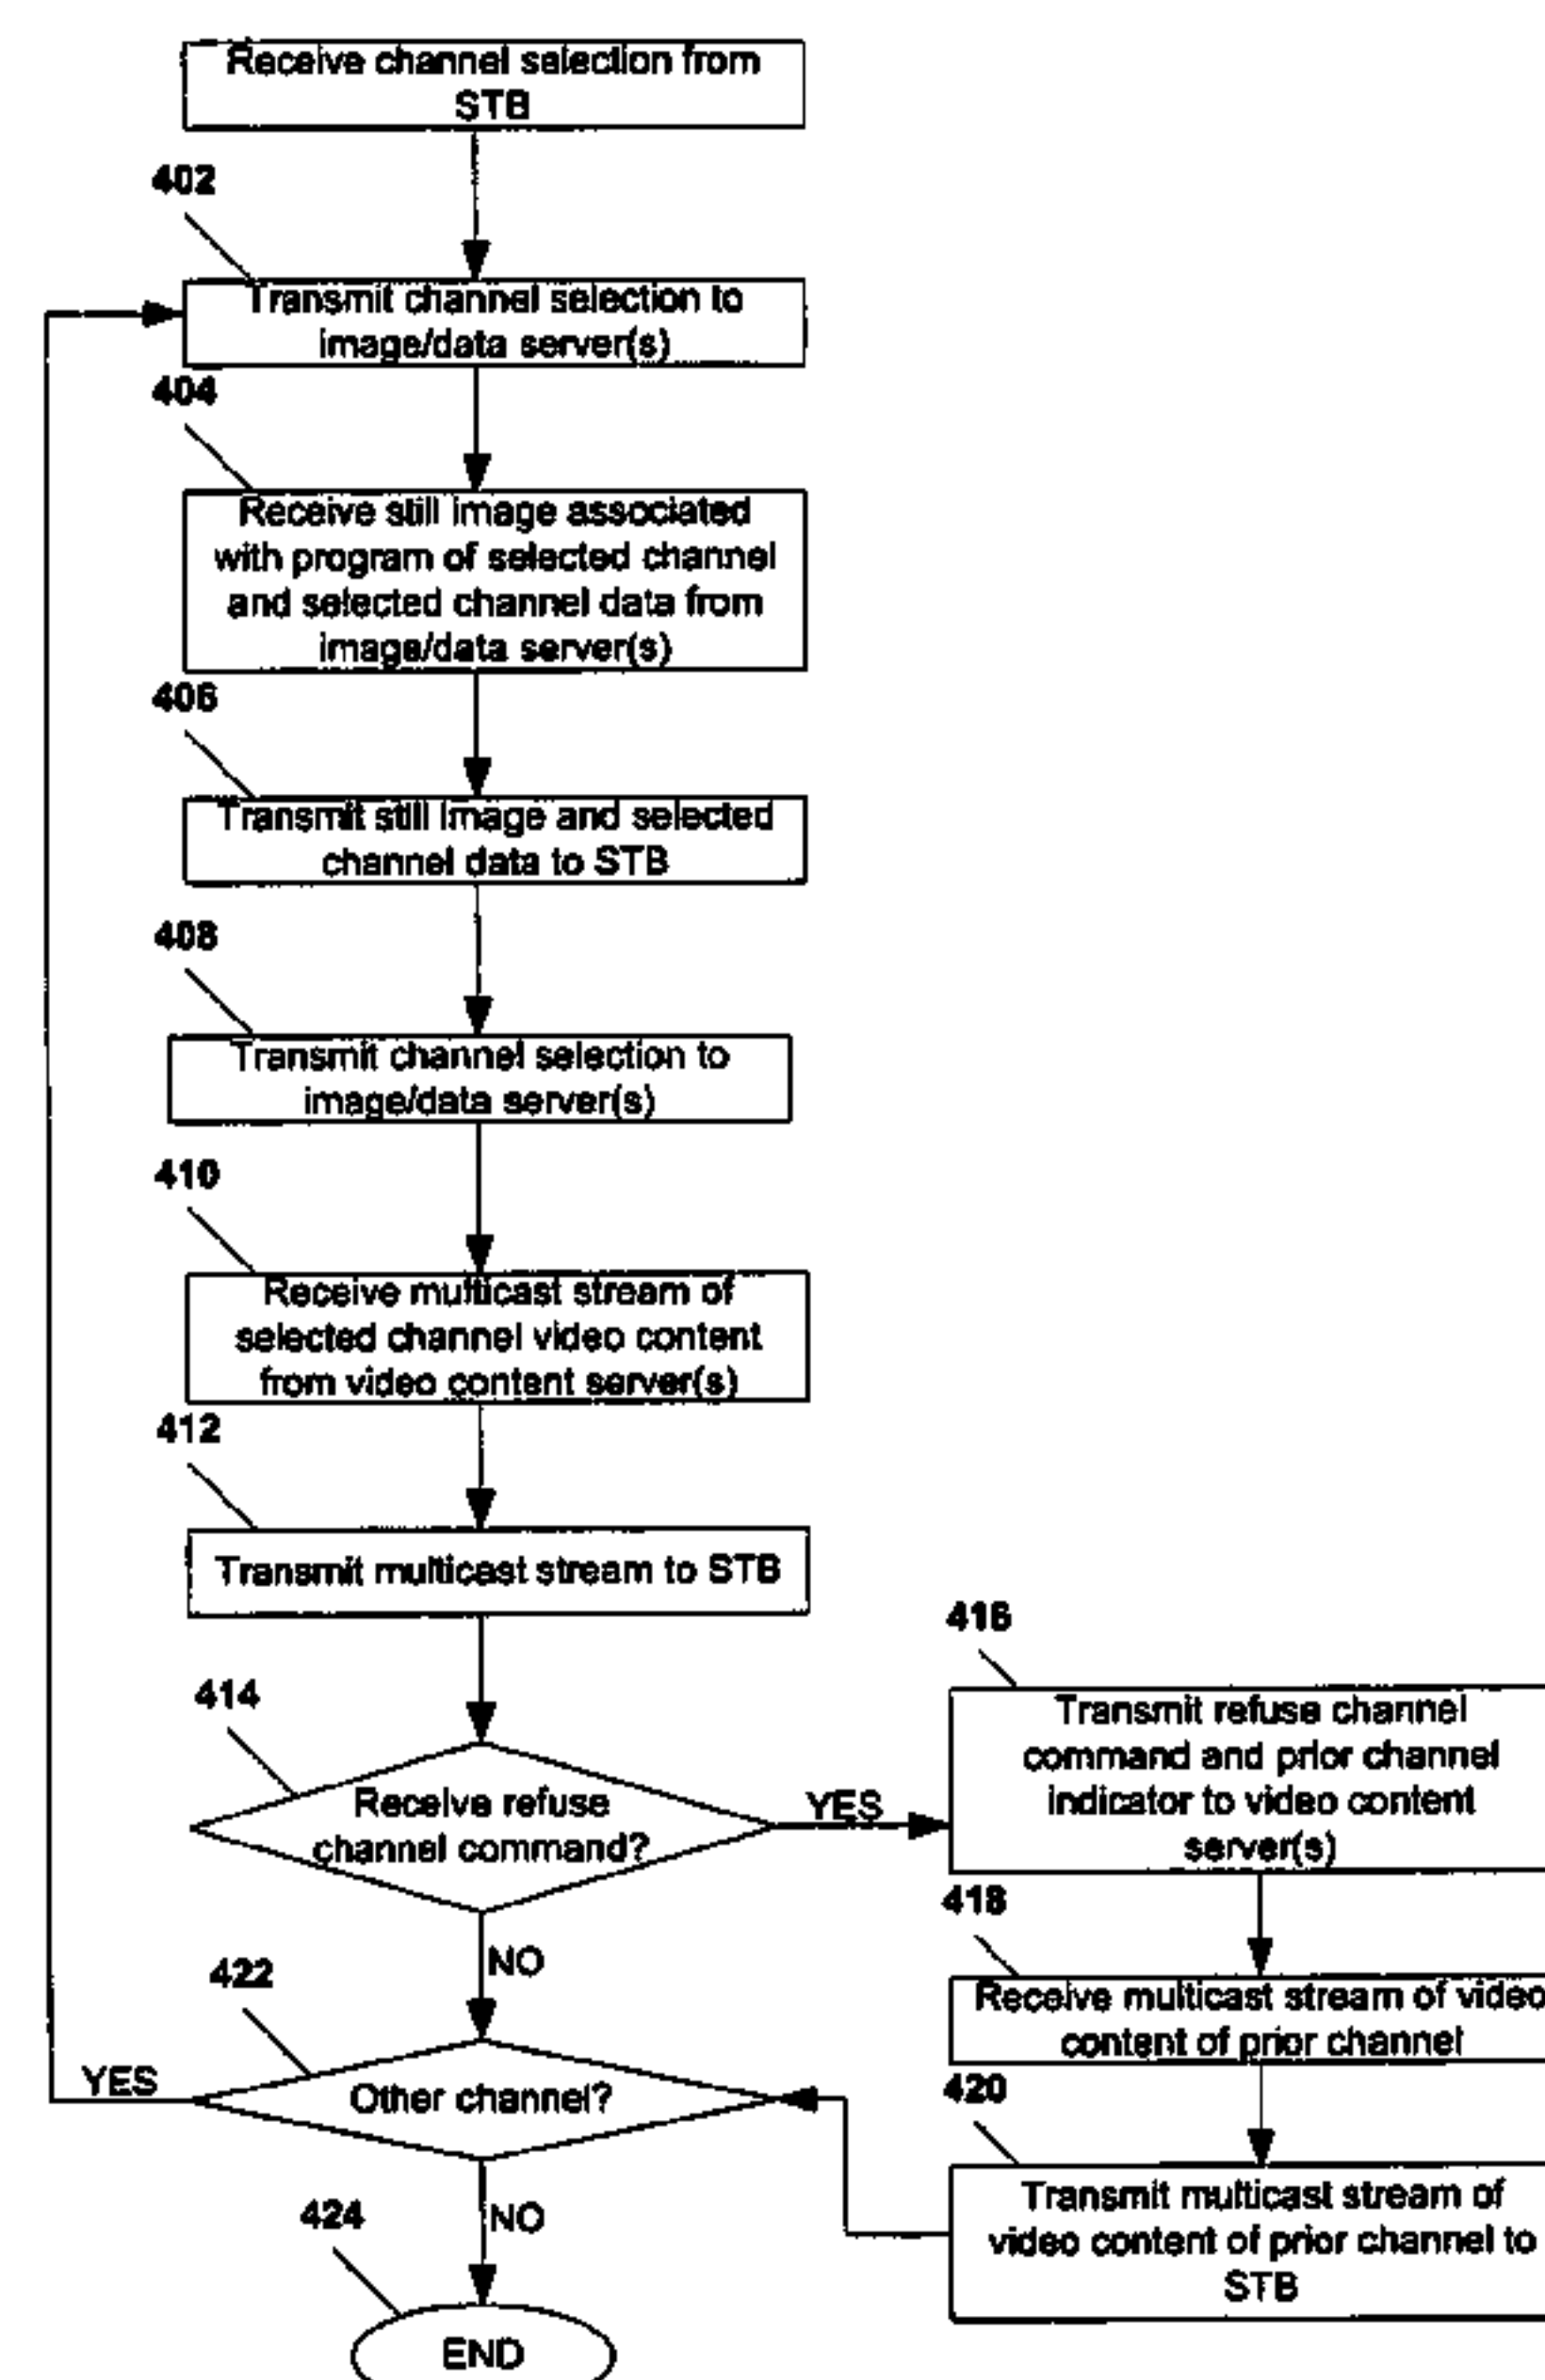 Receive channel selection from
STB
402
Transmit channel selection to
image/data server(s)
404
Receive still image associated
with program of selected channel
and selected channel data from
image/data server(s)
406
Transmit still image and selected
channel data to STB
408
Transmit channel selection to
image/data server(s)
410
Receive multicast stream of
selected channel video content
from video content server(s)
412
Transmit multicast stream to STB
414
Receive refuse
channel command?
YES
416
Transmit refuse channel
command and prior channel
indicator to video content
server(s)
418
Receive multicast stream of video
content of prior channel
420
Transmit multicast stream of
video content of prior channel to
STB
NO
422
Other channel?
YES
NO
424
END